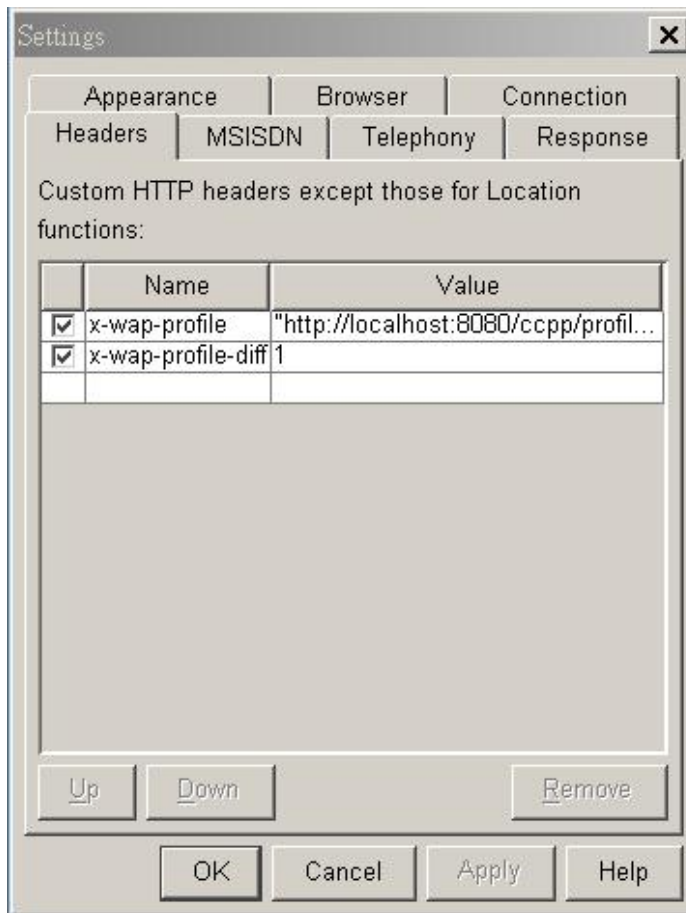 Settings
Appearance Browser Connection
Headers MSISDN Telephony Response
Custom HTTP headers except those for Location
functions:
Name Value
x-wap-profile "http://localhost:8080/ccpp/profil...
x-wap-profile-diff 1
Up Down Remove
OK Cancel Apply Help